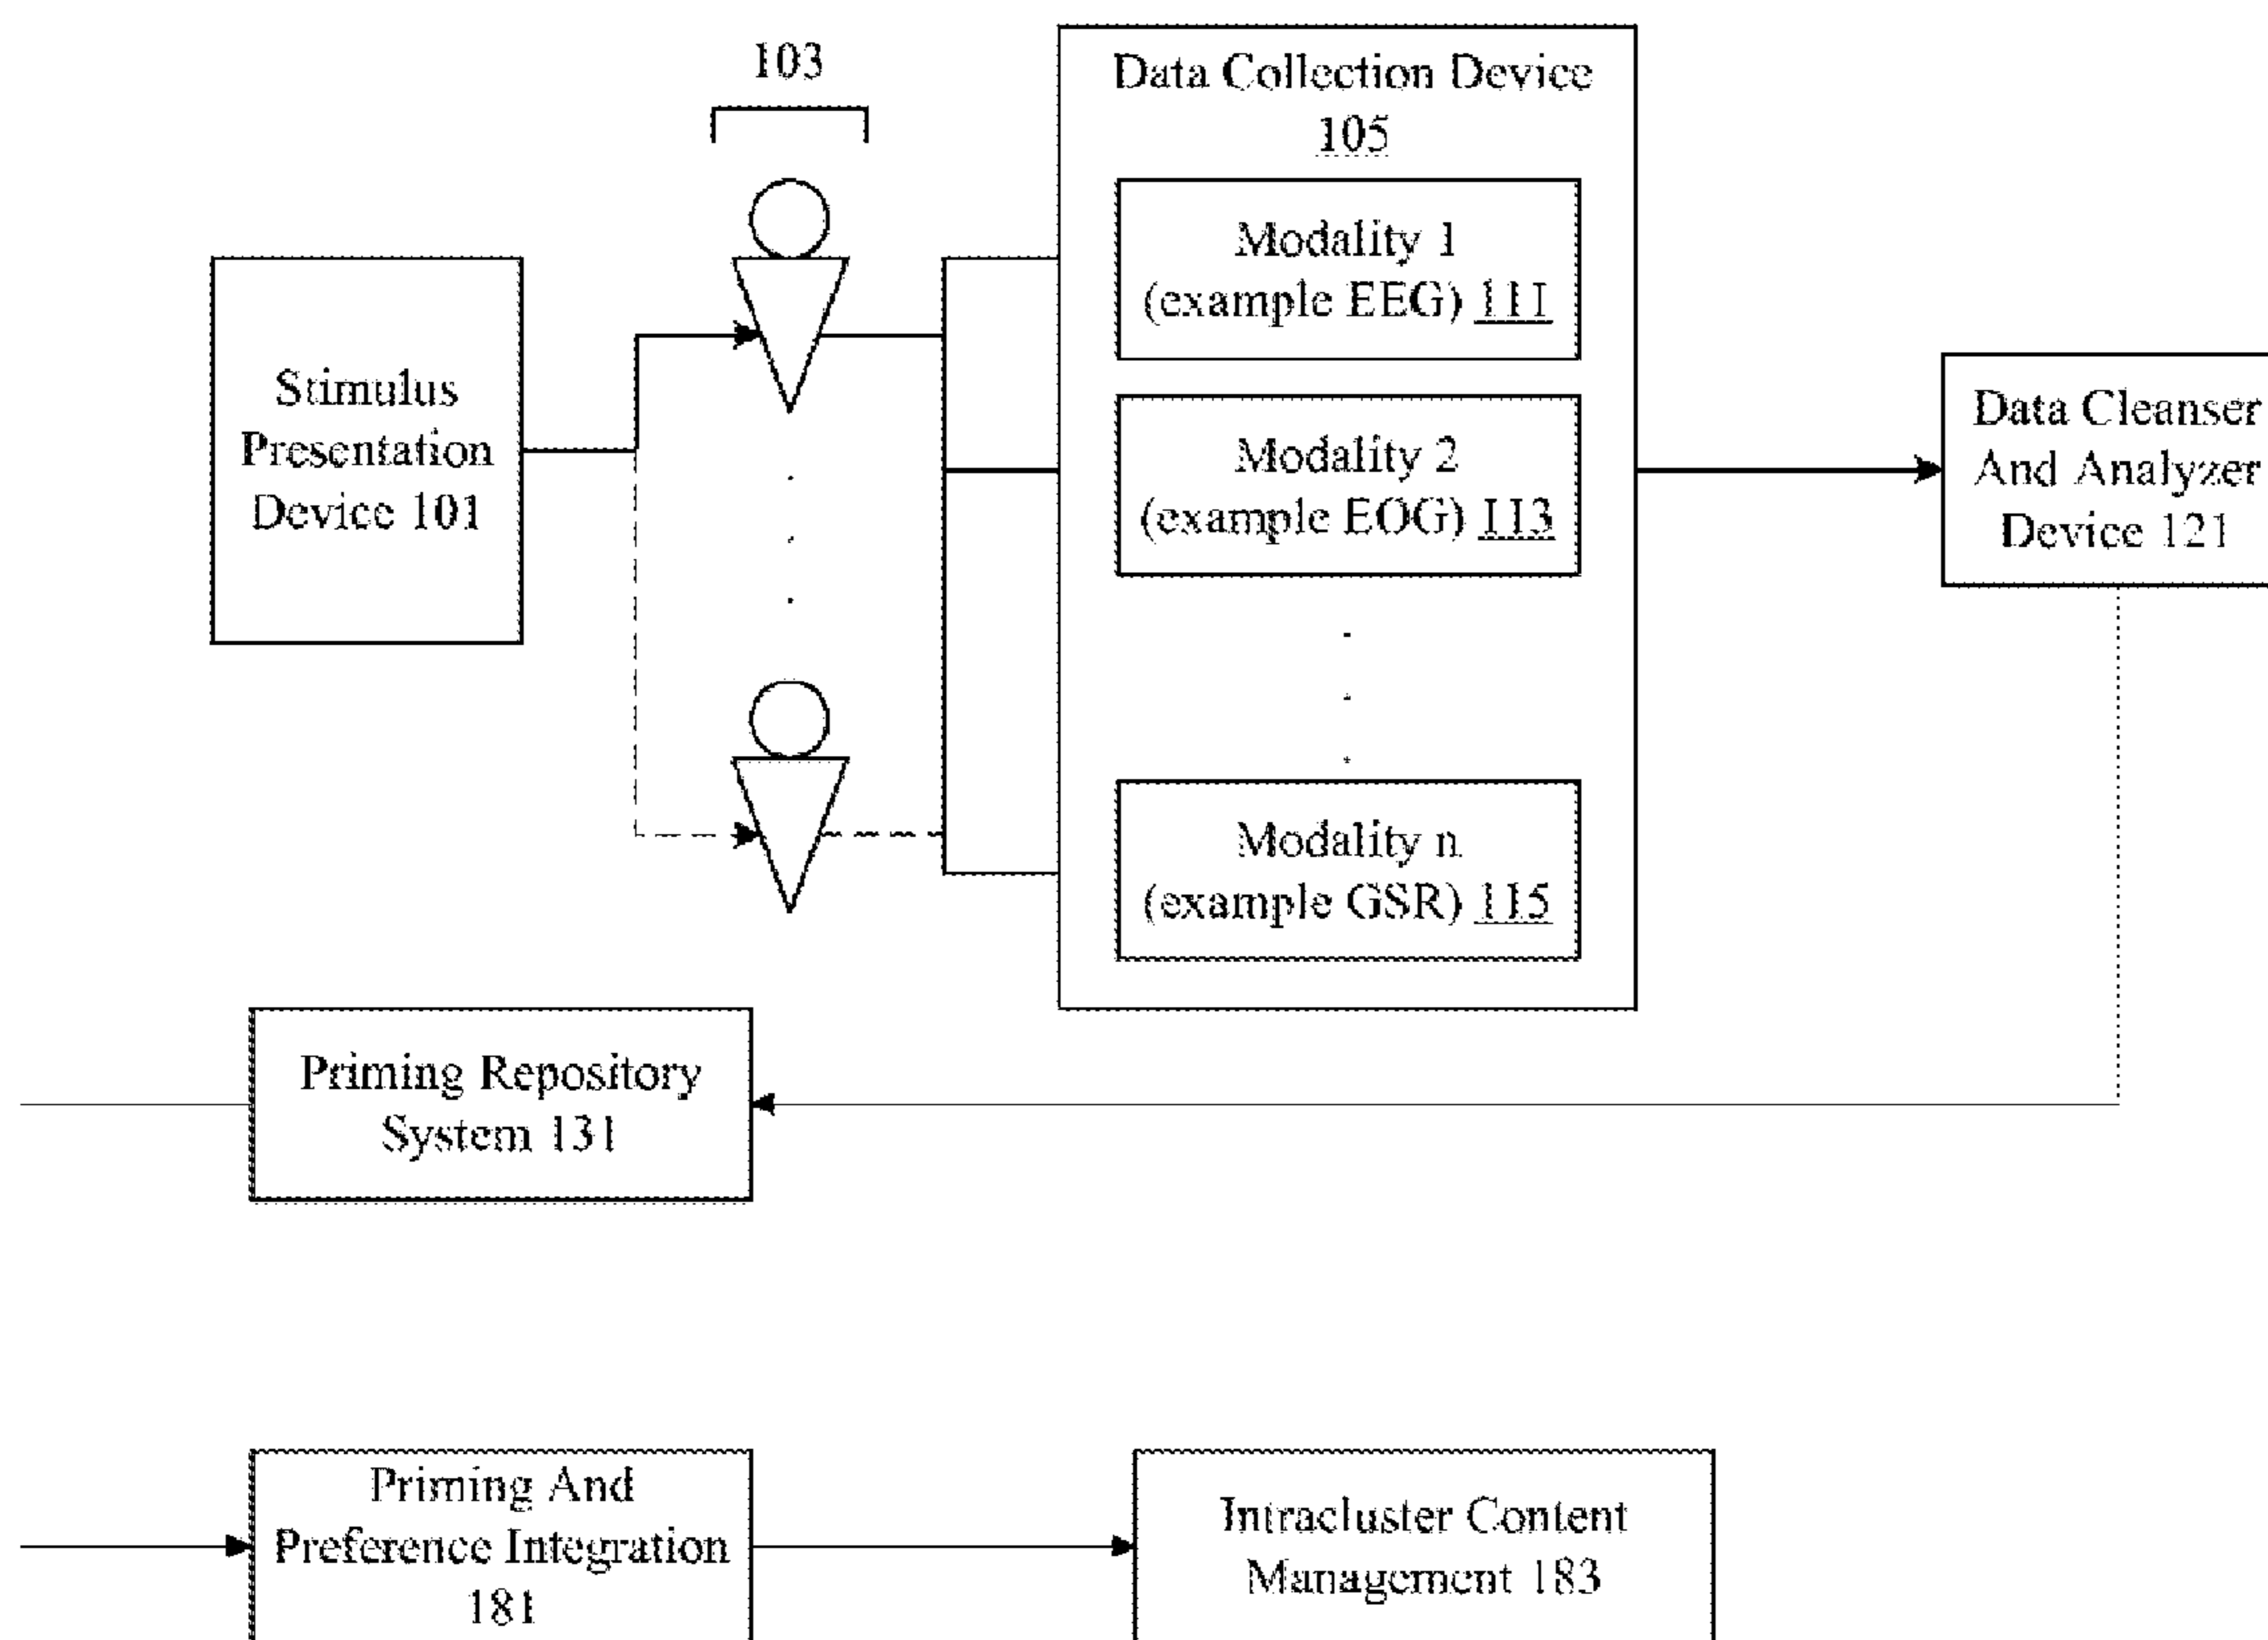 103
Data Collection Device
105
Modality 1
(example EEG) 111
Stimulus
Presentation
Device 101
Modality 2
(example EOG) 113
Data Cleanser
And Analyzer
Device 121
Modality n
(example GSR) 115
Priming Repository
System 131
Priming And
Preference Integration
181
Intracluster Content
Management 183